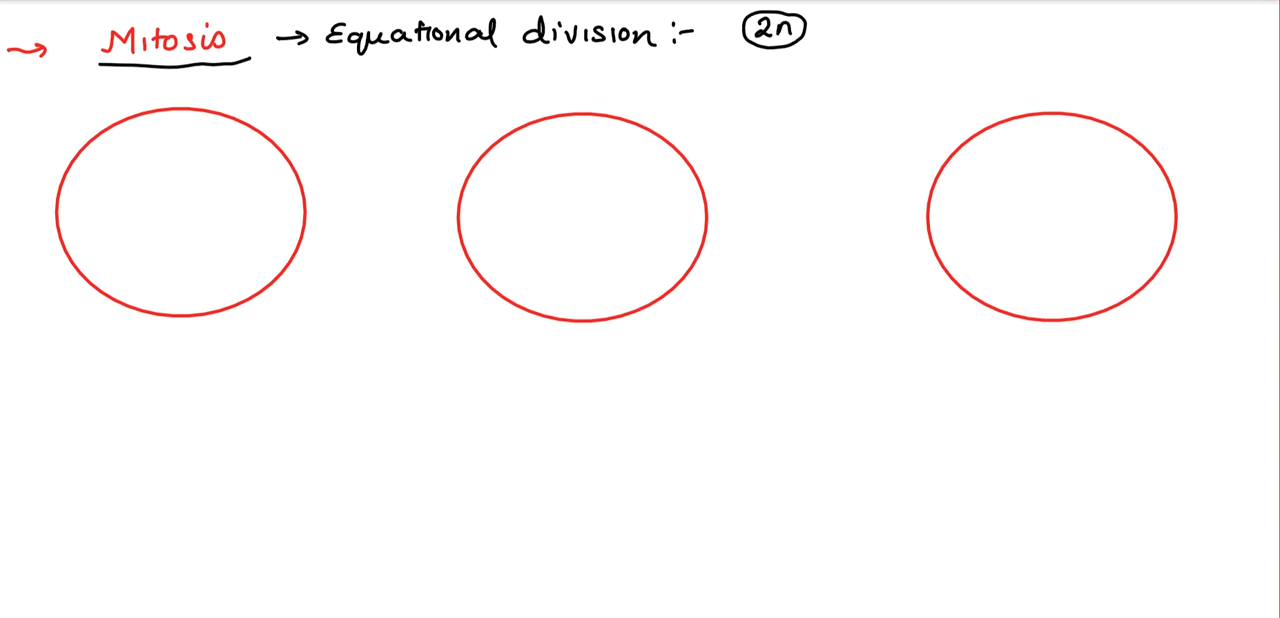 → Mitosis → Equational division :- 2n